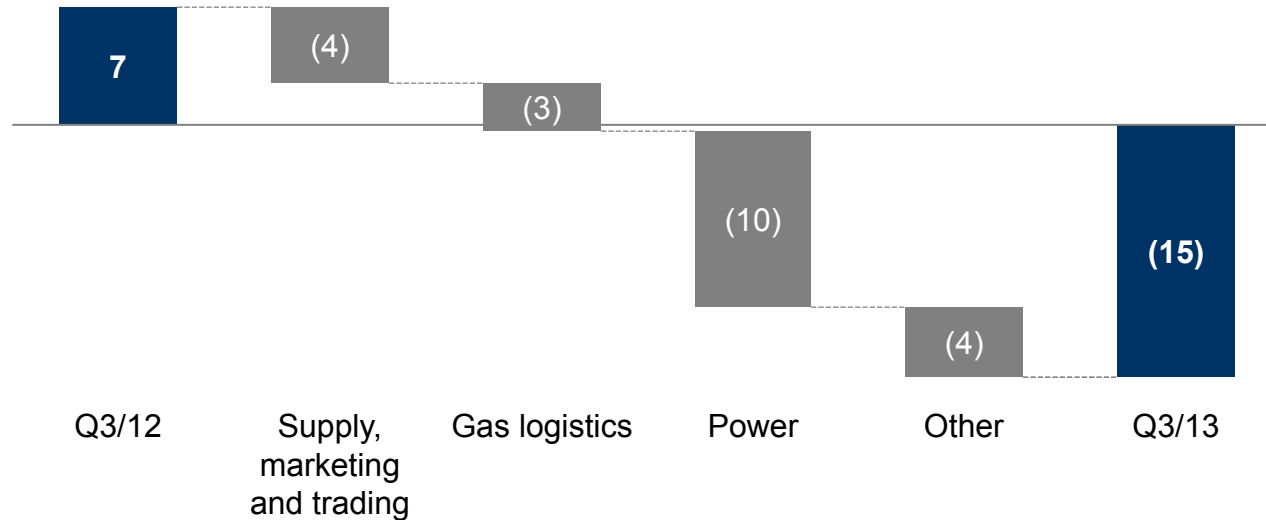 7
(4)
(3)
(10)
(4)
(15)
Q3/12
Supply,
marketing
and trading
Gas logistics
Power
Other
Q3/13